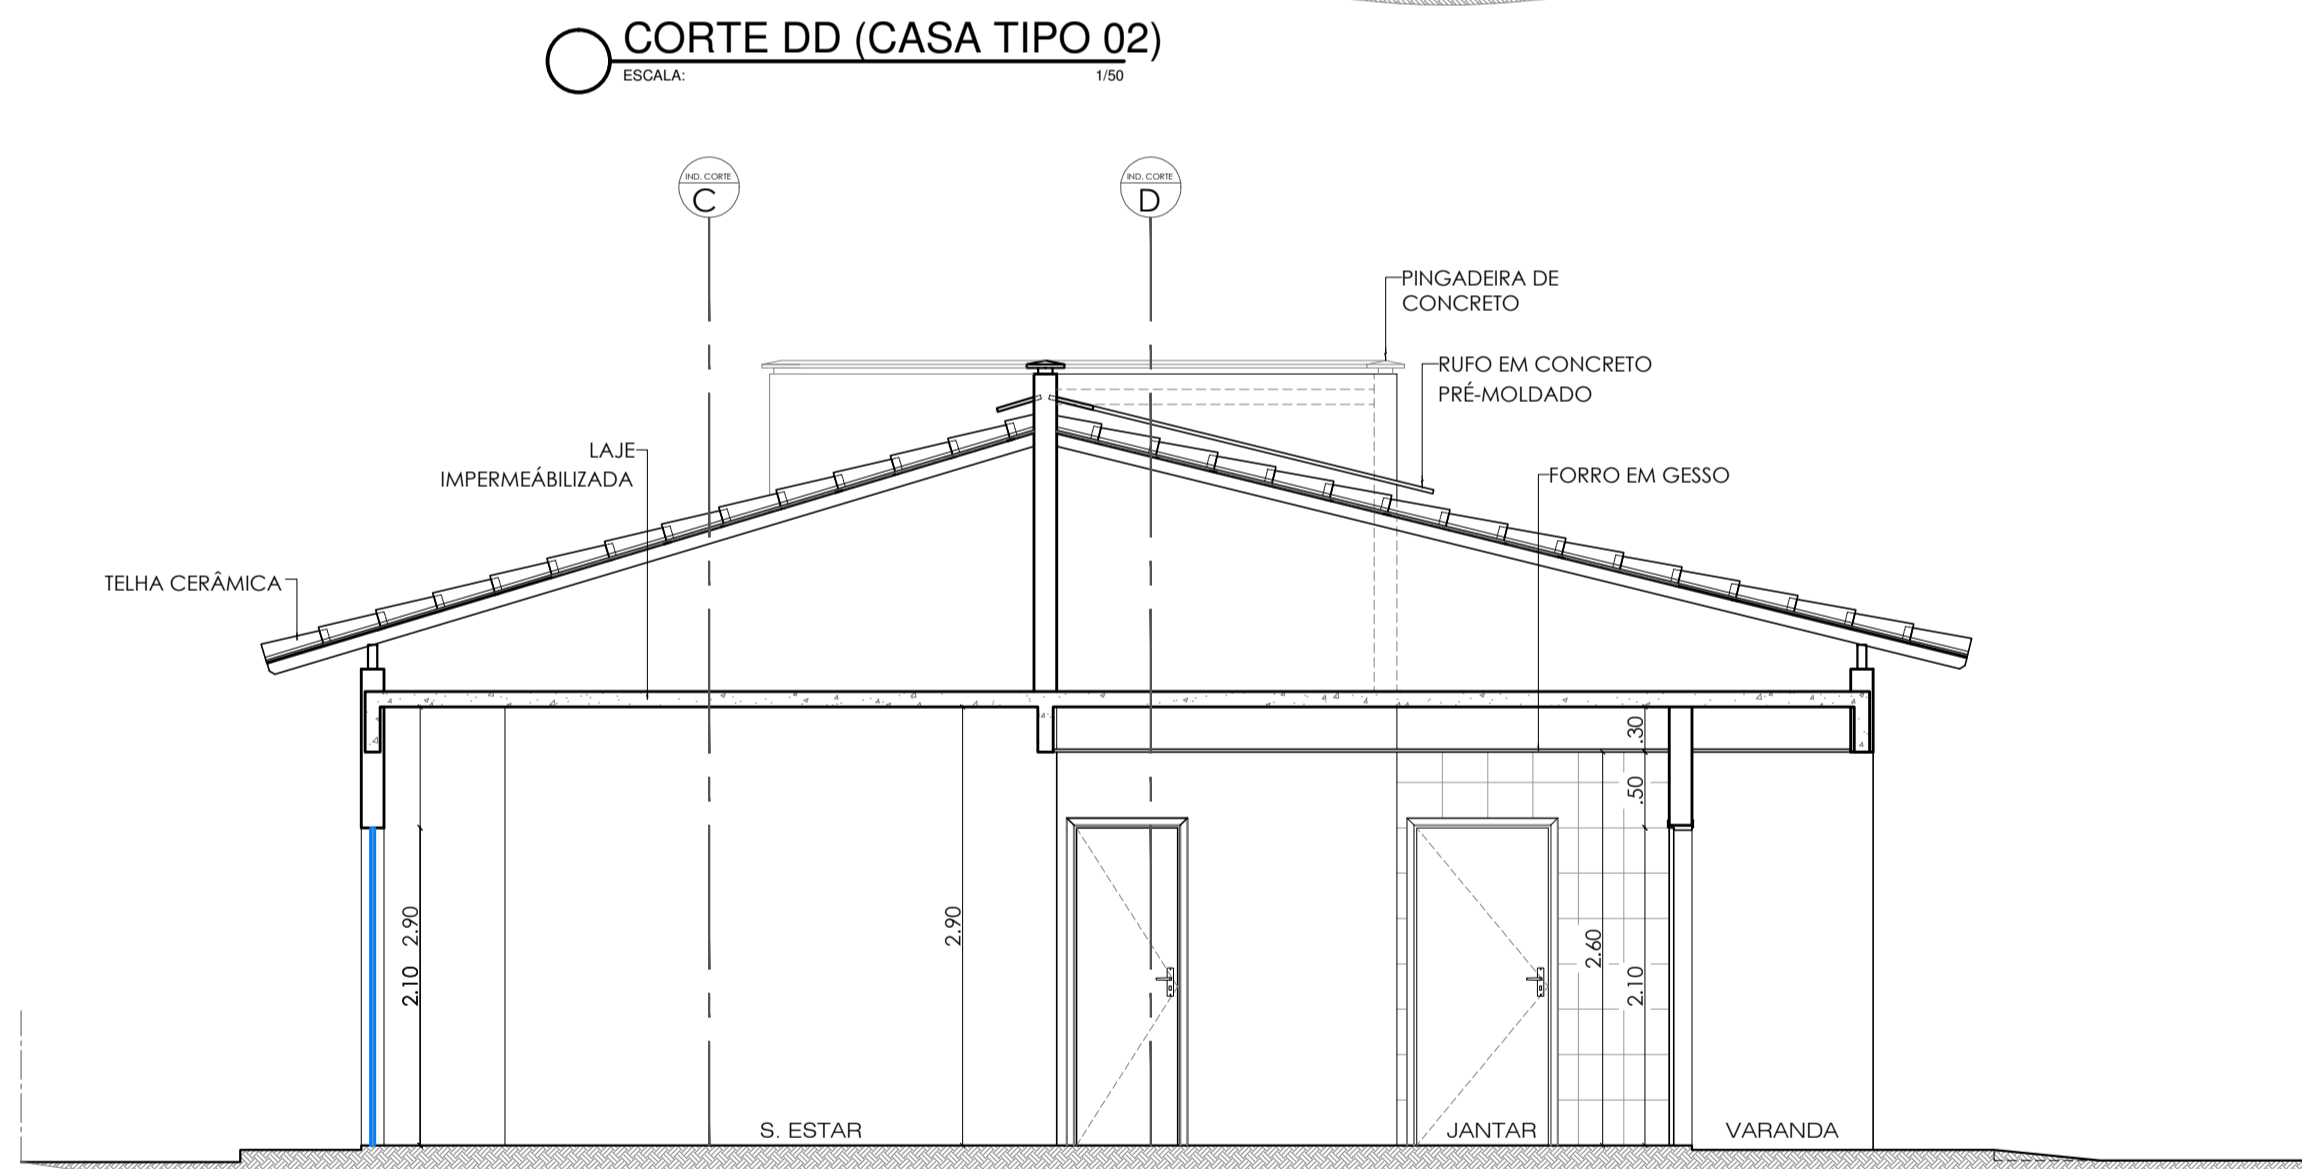 CORTE DD (CASA TIPO 02)
ESCALA: 1/50
IND. CORTE
C
IND. CORTE
D
PINGADEIRA DE
CONCRETO
RUFO EM CONCRETO
PRÉ-MOLDADO
LAJE
IMPERMEÁBILIZADA
FORRO EM GESSO
TELHA CERÂMICA
.30
.50
2.90
2.10
2.90
2.60
2.10
S. ESTAR
JANTAR
VARANDA